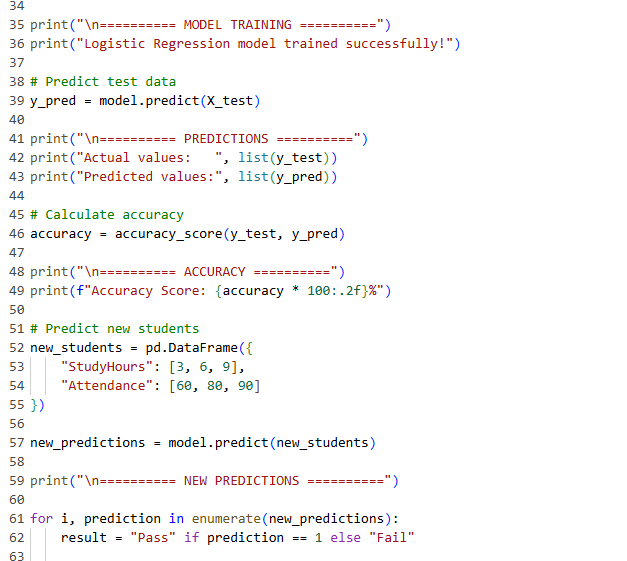 34
35 print("\n========== MODEL TRAINING ==========")
36 print("Logistic Regression model trained successfully!")
37
38 # Predict test data
39 y_pred = model.predict(X_test)
40
41 print("\n========== PREDICTIONS ==========")
42 print("Actual values:   ", list(y_test))
43 print("Predicted values:", list(y_pred))
44
45 # Calculate accuracy
46 accuracy = accuracy_score(y_test, y_pred)
47
48 print("\n========== ACCURACY ==========")
49 print(f"Accuracy Score: {accuracy * 100:.2f}%")
50
51 # Predict new students
52 new_students = pd.DataFrame({
53     "StudyHours": [3, 6, 9],
54     "Attendance": [60, 80, 90]
55 })
56
57 new_predictions = model.predict(new_students)
58
59 print("\n========== NEW PREDICTIONS ==========")
60
61 for i, prediction in enumerate(new_predictions):
62     result = "Pass" if prediction == 1 else "Fail"
63